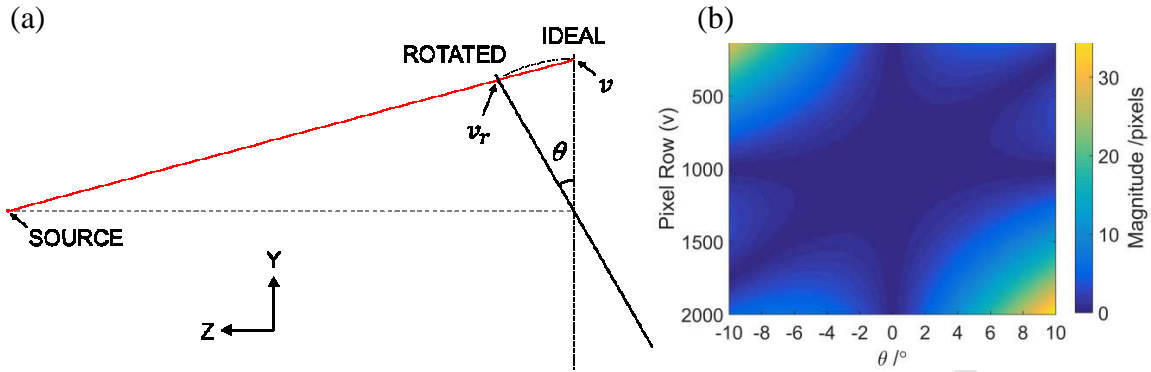 (a)
IDEAL
ROTATED
v
v_r
θ
SOURCE
Y
Z
(b)
Pixel Row (v)
500
1000
1500
2000
-10 -8 -6 -4 -2 0 2 4 6 8 10
θ /°
30
20
10
0
Magnitude /pixels